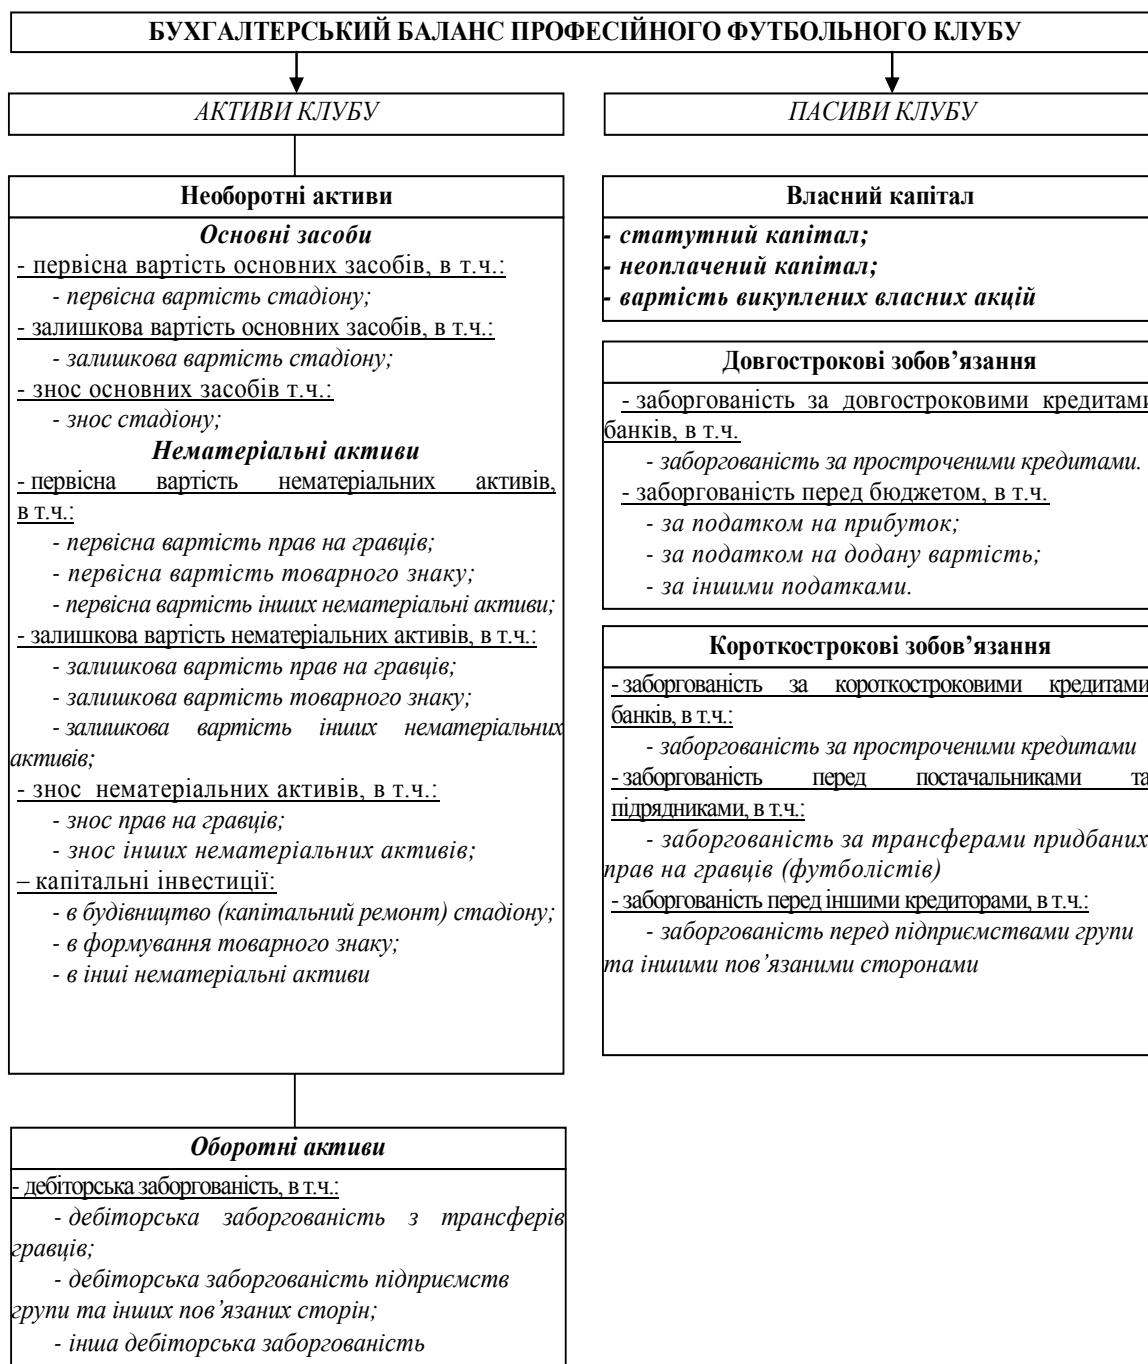 БУХГАЛТЕРСЬКИЙ БАЛАНС ПРОФЕСІЙНОГО ФУТБОЛЬНОГО КЛУБУ
АКТИВИ КЛУБУ
Необоротні активи
Основні засоби
- первісна вартість основних засобів, в т.ч.:
- первісна вартість стадіону;
- залишкова вартість основних засобів, в т.ч.:
- залишкова вартість стадіону;
- знос основних засобів т.ч.:
- знос стадіону;
Нематеріальні активи
- первісна вартість нематеріальних активів,
в т.ч.:
- первісна вартість прав на гравців;
- первісна вартість товарного знаку;
- первісна вартість інших нематеріальні активи;
- залишкова вартість нематеріальних активів, в т.ч.:
- залишкова вартість прав на гравців;
- залишкова вартість товарного знаку;
- залишкова вартість інших нематеріальних
активів;
- знос нематеріальних активів, в т.ч.:
- знос прав на гравців;
- знос інших нематеріальних активів;
– капітальні інвестиції:
- в будівництво (капітальний ремонт) стадіону;
- в формування товарного знаку;
- в інші нематеріальні активи
Оборотні активи
- дебіторська заборгованість, в т.ч.:
- дебіторська заборгованість з трансферів
гравців;
- дебіторська заборгованість підприємств
групи та інших пов’язаних сторін;
- інша дебіторська заборгованість
ПАСИВИ КЛУБУ
Власний капітал
- статутний капітал;
- неоплачений капітал;
- вартість викуплених власних акцій
Довгострокові зобов’язання
- заборгованість за довгостроковими кредитами
банків, в т.ч.
- заборгованість за простроченими кредитами.
- заборгованість перед бюджетом, в т.ч.
- за податком на прибуток;
- за податком на додану вартість;
- за іншими податками.
Короткострокові зобов’язання
- заборгованість за короткостроковими кредитами
банків, в т.ч.:
- заборгованість за простроченими кредитами
- заборгованість перед постачальниками та
підрядниками, в т.ч.:
- заборгованість за трансферами придбаних
прав на гравців (футболістів)
- заборгованість перед іншими кредиторами, в т.ч.:
- заборгованість перед підприємствами групи
та іншими пов’язаними сторонами